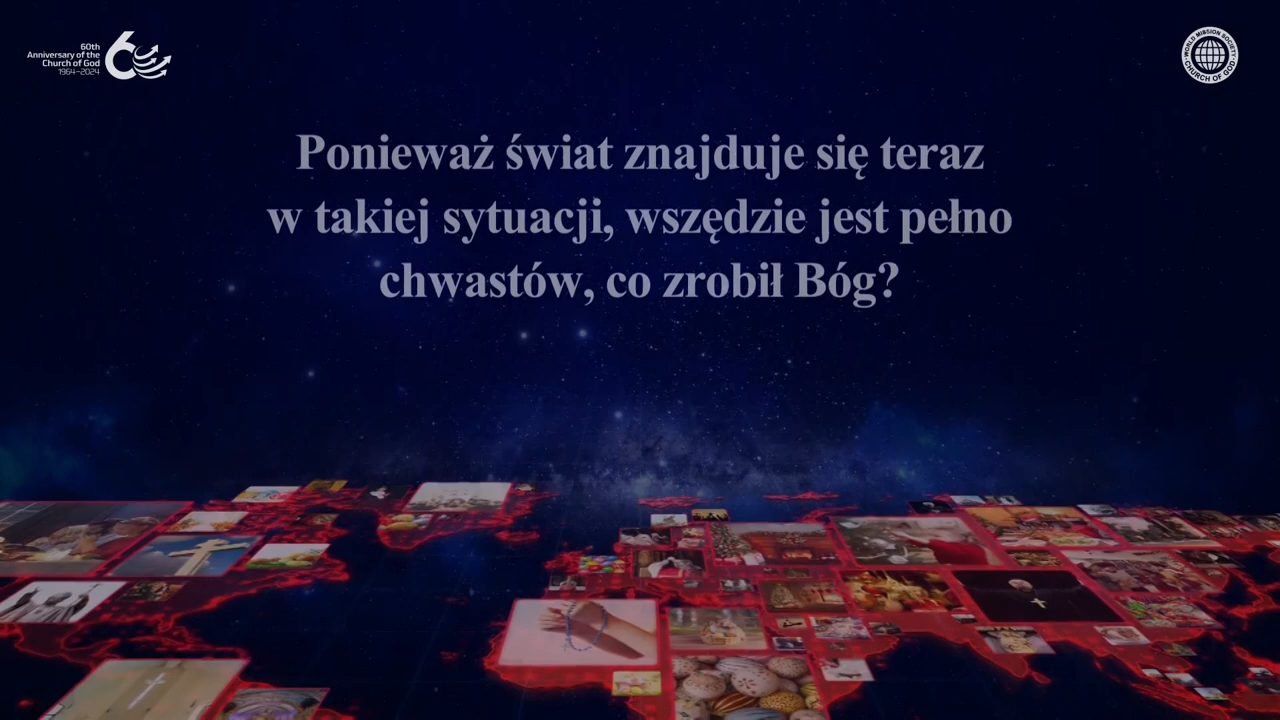 60th
Anniversary of the
Church of God
1964–2024
60
WORLD MISSION SOCIETY
CHURCH OF GOD
Ponieważ świat znajduje się teraz
w takiej sytuacji, wszędzie jest pełno
chwastów, co zrobił Bóg?